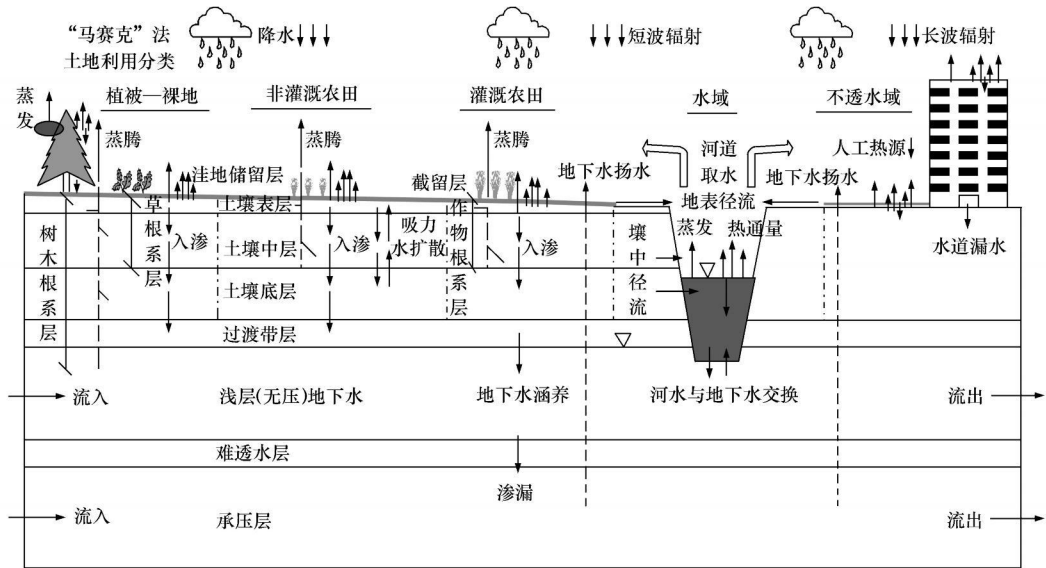 “马赛克”法
土地利用分类
降水
短波辐射
长波辐射
植被—裸地
非灌溉农田
灌溉农田
水域
不透水域
蒸发
蒸腾
蒸腾
蒸腾
河道
取水
人工热源
洼地储留层
截留层
地下水扬水
地下水扬水
土壤表层
地表径流
树木根系层
草根系层
入渗
土壤中层
入渗
吸力
水扩散
作物根系层
入渗
壤中径流
蒸发
热通量
水道漏水
土壤底层
过渡带层
流入
浅层(无压)地下水
地下水涵养
河水与地下水交换
流出
难透水层
渗漏
流入
承压层
流出